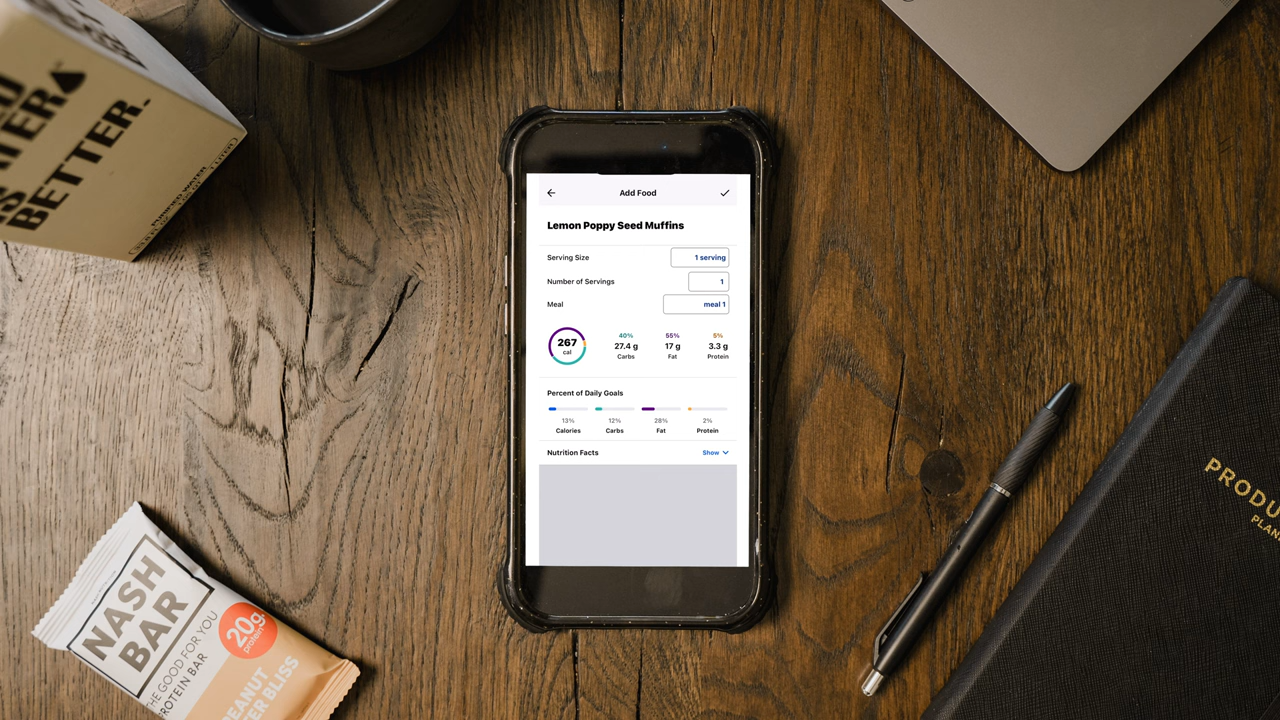 BETTER.
Add Food
Lemon Poppy Seed Muffins
Serving Size
1 serving
Number of Servings
1
Meal
meal 1
267
cal
40%
55%
5%
27.4 g
17 g
3.3 g
Carbs
Fat
Protein
Percent of Daily Goals
13%
12%
28%
2%
Calories
Carbs
Fat
Protein
Nutrition Facts
Show
NASH
BAR
THE GOOD FOR YOU
PROTEIN BAR
20g
protein
BLISS